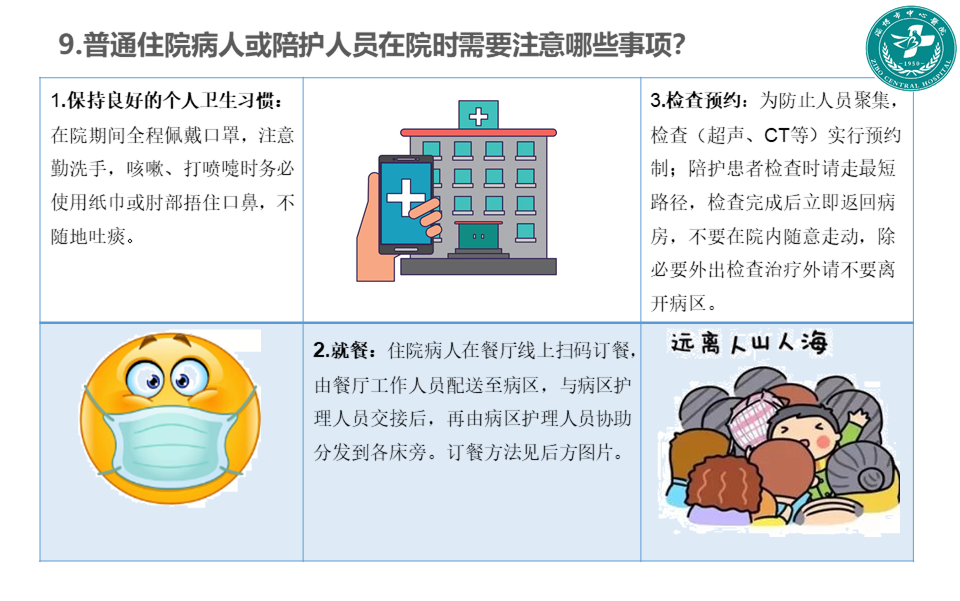 9.普通住院病人或陪护人员在院时需要注意哪些事项？
淄博市中心医院
1950
ZIBO CENTRAL HOSPITAL
1.保持良好的个人卫生习惯：
在院期间全程佩戴口罩，注意
勤洗手，咳嗽、打喷嚏时务必
使用纸巾或肘部捂住口鼻，不
随地吐痰。
3.检查预约：为防止人员聚集，
检查（超声、CT等）实行预约
制；陪护患者检查时请走最短
路径，检查完成后立即返回病
房，不要在院内随意走动，除
必要外出检查治疗外请不要离
开病区。
2.就餐：住院病人在餐厅线上扫码订餐，
由餐厅工作人员配送至病区，与病区护
理人员交接后，再由病区护理人员协助
分发到各床旁。订餐方法见后方图片。
远离人山人海